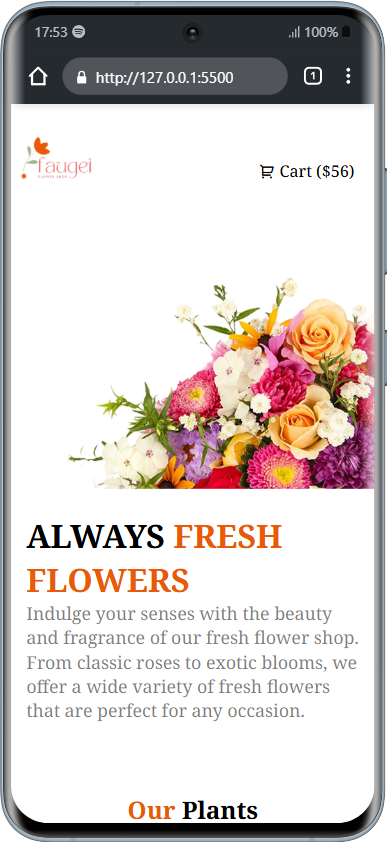 17:53
100%
http://127.0.0.1:5500
1
faugei
FLOWER SHOP
Cart ($56)
ALWAYS FRESH
FLOWERS
Indulge your senses with the beauty
and fragrance of our fresh flower shop.
From classic roses to exotic blooms, we
offer a wide variety of fresh flowers
that are perfect for any occasion.
Our Plants